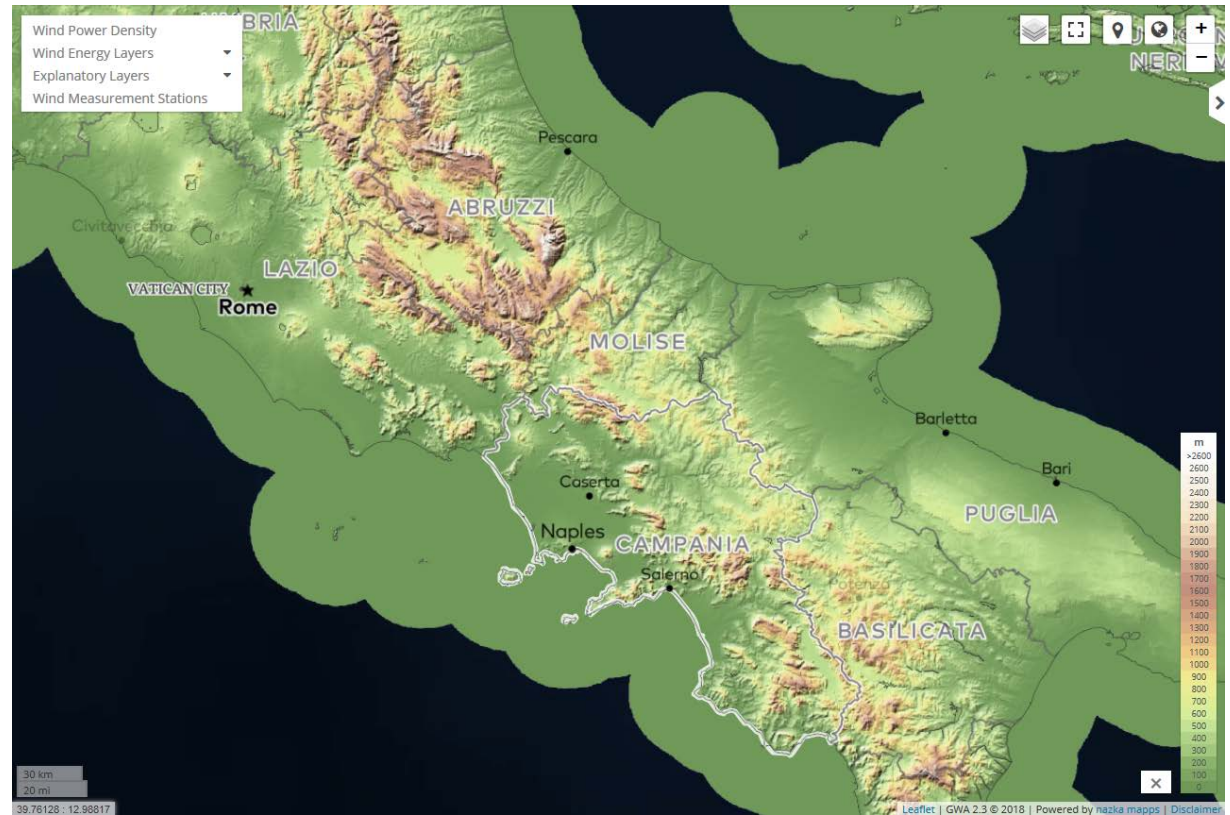 Wind Power Density
Wind Energy Layers
Explanatory Layers
Wind Measurement Stations
BRIA
NER
+
−
Pescara
ABRUZZI
Civitavecchia
LAZIO
VATICAN CITY
Rome
MOLISE
Barletta
Bari
Caserta
PUGLIA
Naples
CAMPANIA
Salerno
Potenza
BASILICATA
m
>2600
2600
2500
2400
2300
2200
2100
2000
1900
1800
1700
1600
1500
1400
1300
1200
1100
1000
900
800
700
600
500
400
300
200
100
0
30 km
20 mi
39.76128 : 12.98817
Leaflet | GWA 2.3 © 2018 | Powered by nazka mapps | Disclaimer